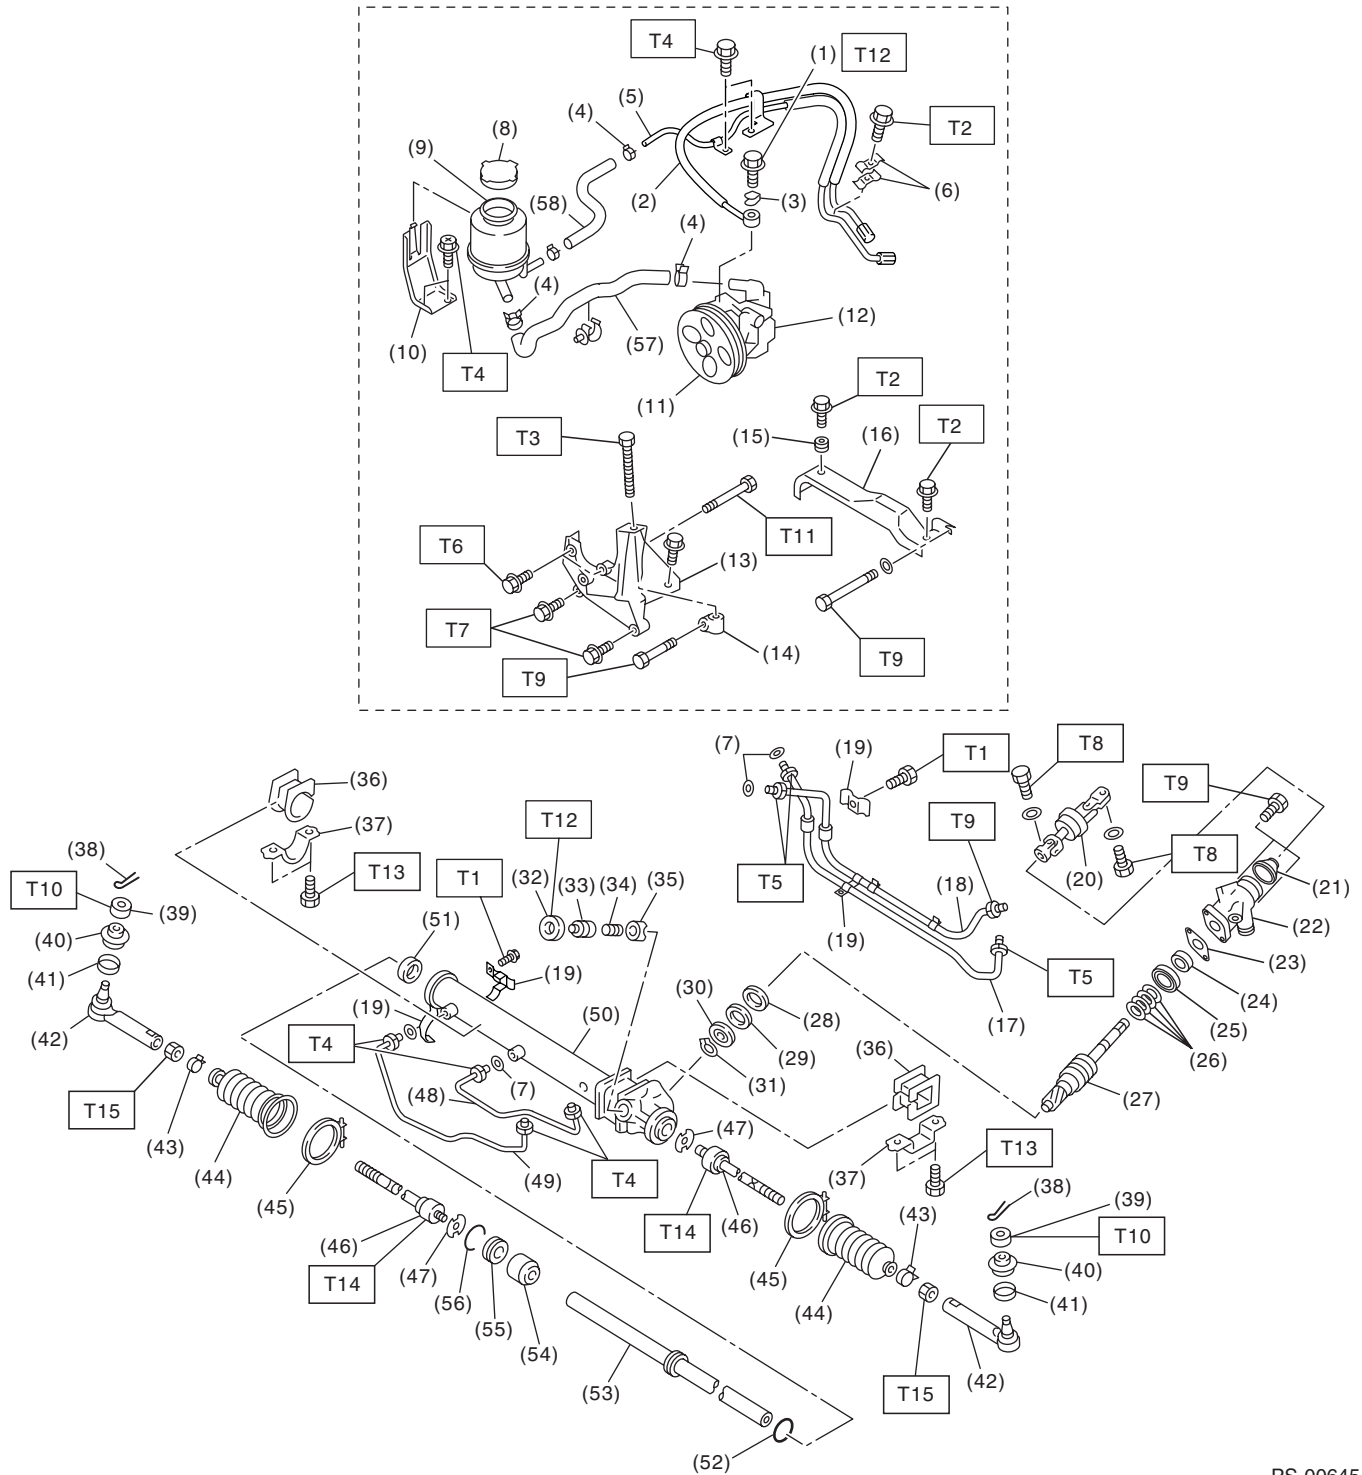 T4
(1)
T12
(5)
(4)
(8)
(9)
T2
(6)
(58)
(2)
(3)
(4)
(4)
(12)
(57)
(10)
T4
(11)
T2
(15)
(16)
T2
T3
T11
T6
(13)
T7
(14)
T9
T9
(7)
(19)
T1
T8
T9
(36)
(37)
T12
T9
(38)
T13
T1
(32)
(33)
(34)
(35)
T5
(18)
(20)
T8
(21)
T10
(39)
(40)
(51)
(19)
(22)
(41)
(19)
(23)
T5
(30)
(28)
(24)
(42)
(19)
(50)
(29)
(17)
(25)
T4
(31)
(36)
(26)
(7)
(48)
(27)
T15
(43)
(47)
T13
(44)
(49)
T4
(37)
(45)
(46)
(38)
(43)
(39)
T14
T10
(46)
(47)
(45)
(40)
T14
(56)
(44)
(41)
(55)
(54)
(42)
(53)
T15
(52)
RS-00645